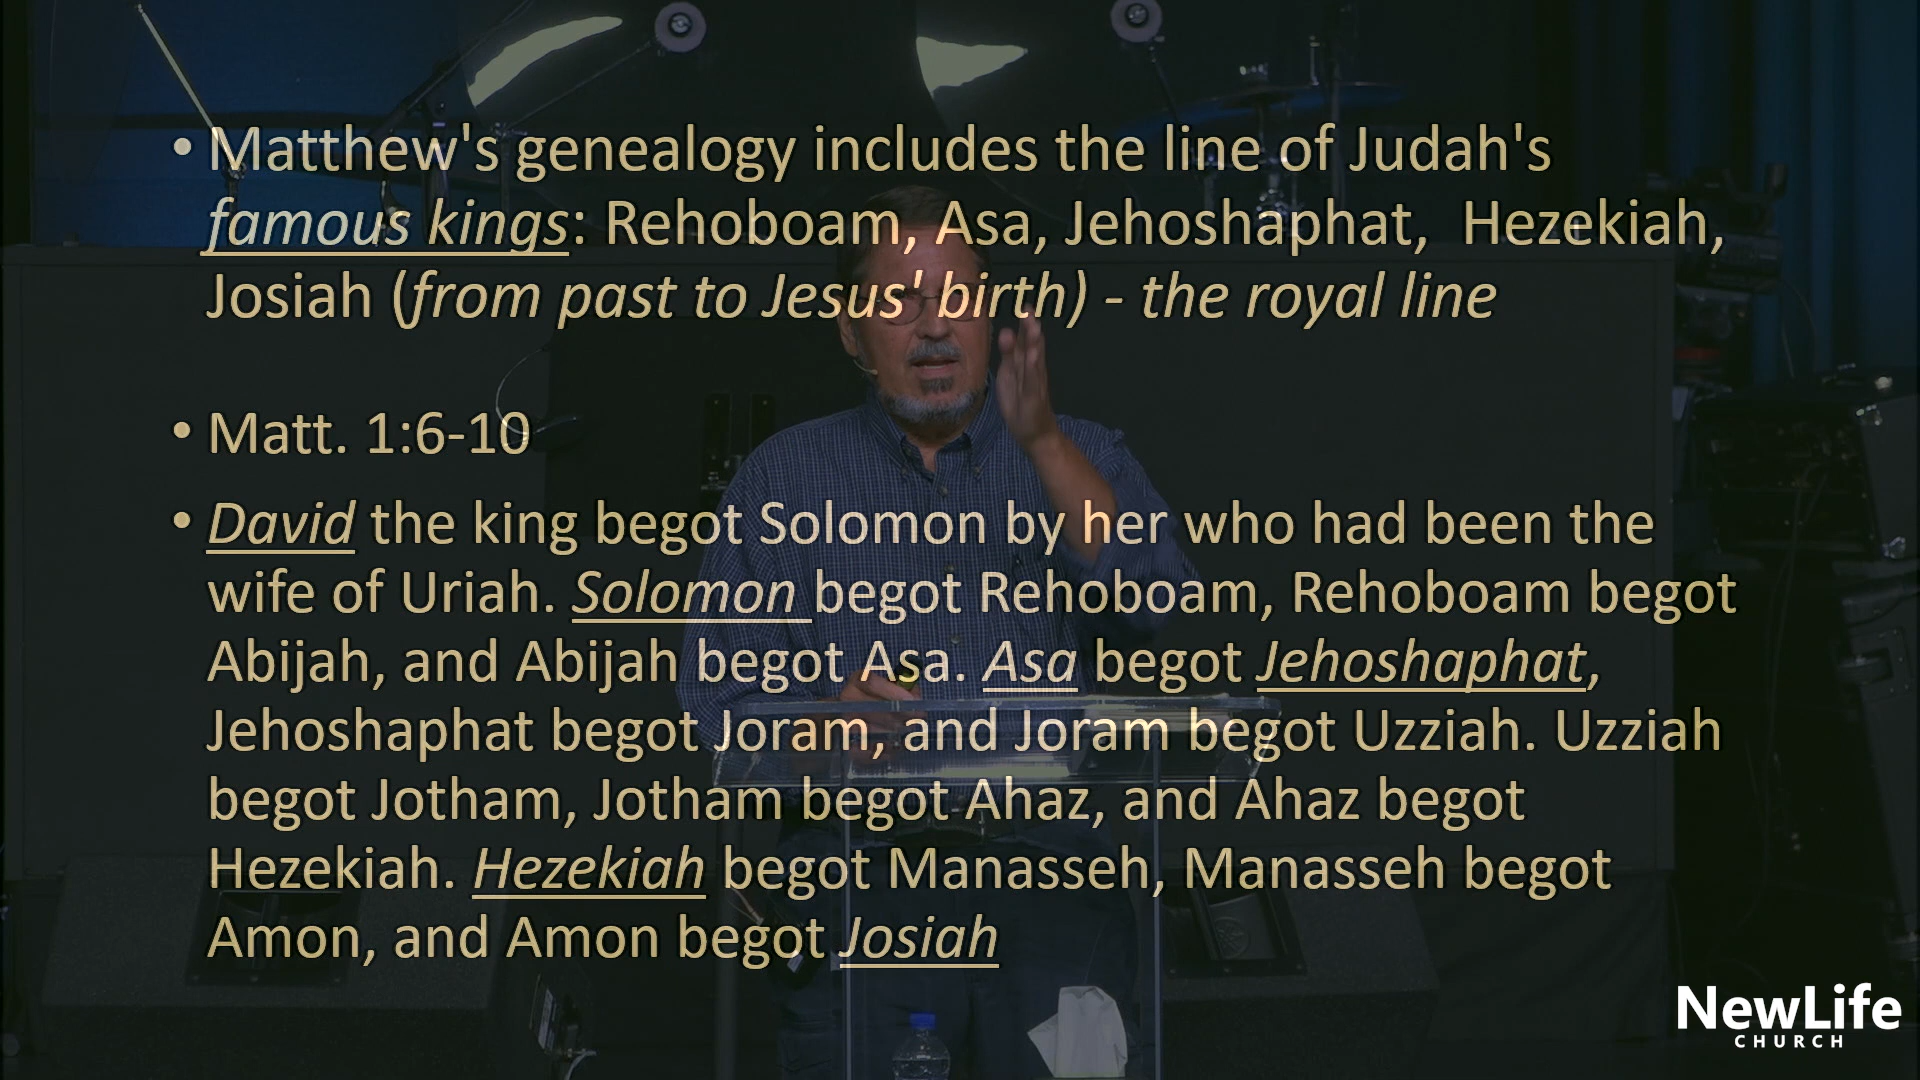 • Matthew's genealogy includes the line of Judah's
famous kings: Rehoboam, Asa, Jehoshaphat,  Hezekiah,
Josiah (from past to Jesus' birth) - the royal line
• Matt. 1:6-10
• David the king begot Solomon by her who had been the
wife of Uriah. Solomon begot Rehoboam, Rehoboam begot
Abijah, and Abijah begot Asa. Asa begot Jehoshaphat,
Jehoshaphat begot Joram, and Joram begot Uzziah. Uzziah
begot Jotham, Jotham begot Ahaz, and Ahaz begot
Hezekiah. Hezekiah begot Manasseh, Manasseh begot
Amon, and Amon begot Josiah
NewLife
CHURCH